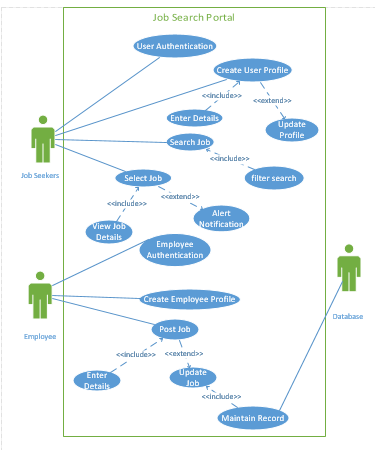 Job Search Portal
User Authentication
Create User Profile
<<include>>
<<extend>>
Enter Details
Update
Profile
Search Job
<<include>>
Job Seekers
Select Job
filter search
<<include>>
<<extend>>
View Job
Details
Alert
Notification
Employee
Authentication
Create Employee Profile
Database
Employee
Post Job
<<include>>
<<extend>>
Enter
Details
Update
Job
<<include>>
Maintain Record